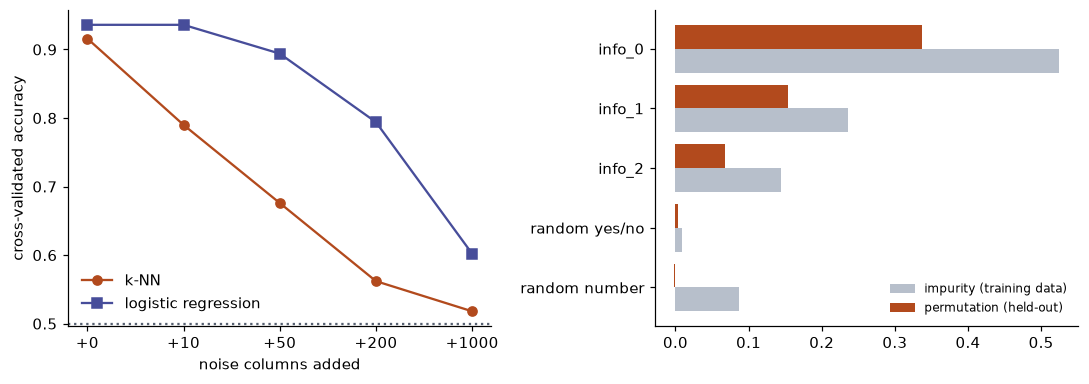 cross-validated accuracy
0.9
0.8
0.7
0.6
0.5
k-NN
logistic regression
+0 +10 +50 +200 +1000
noise columns added
info_0
info_1
info_2
random yes/no
random number
impurity (training data)
permutation (held-out)
0.0 0.1 0.2 0.3 0.4 0.5